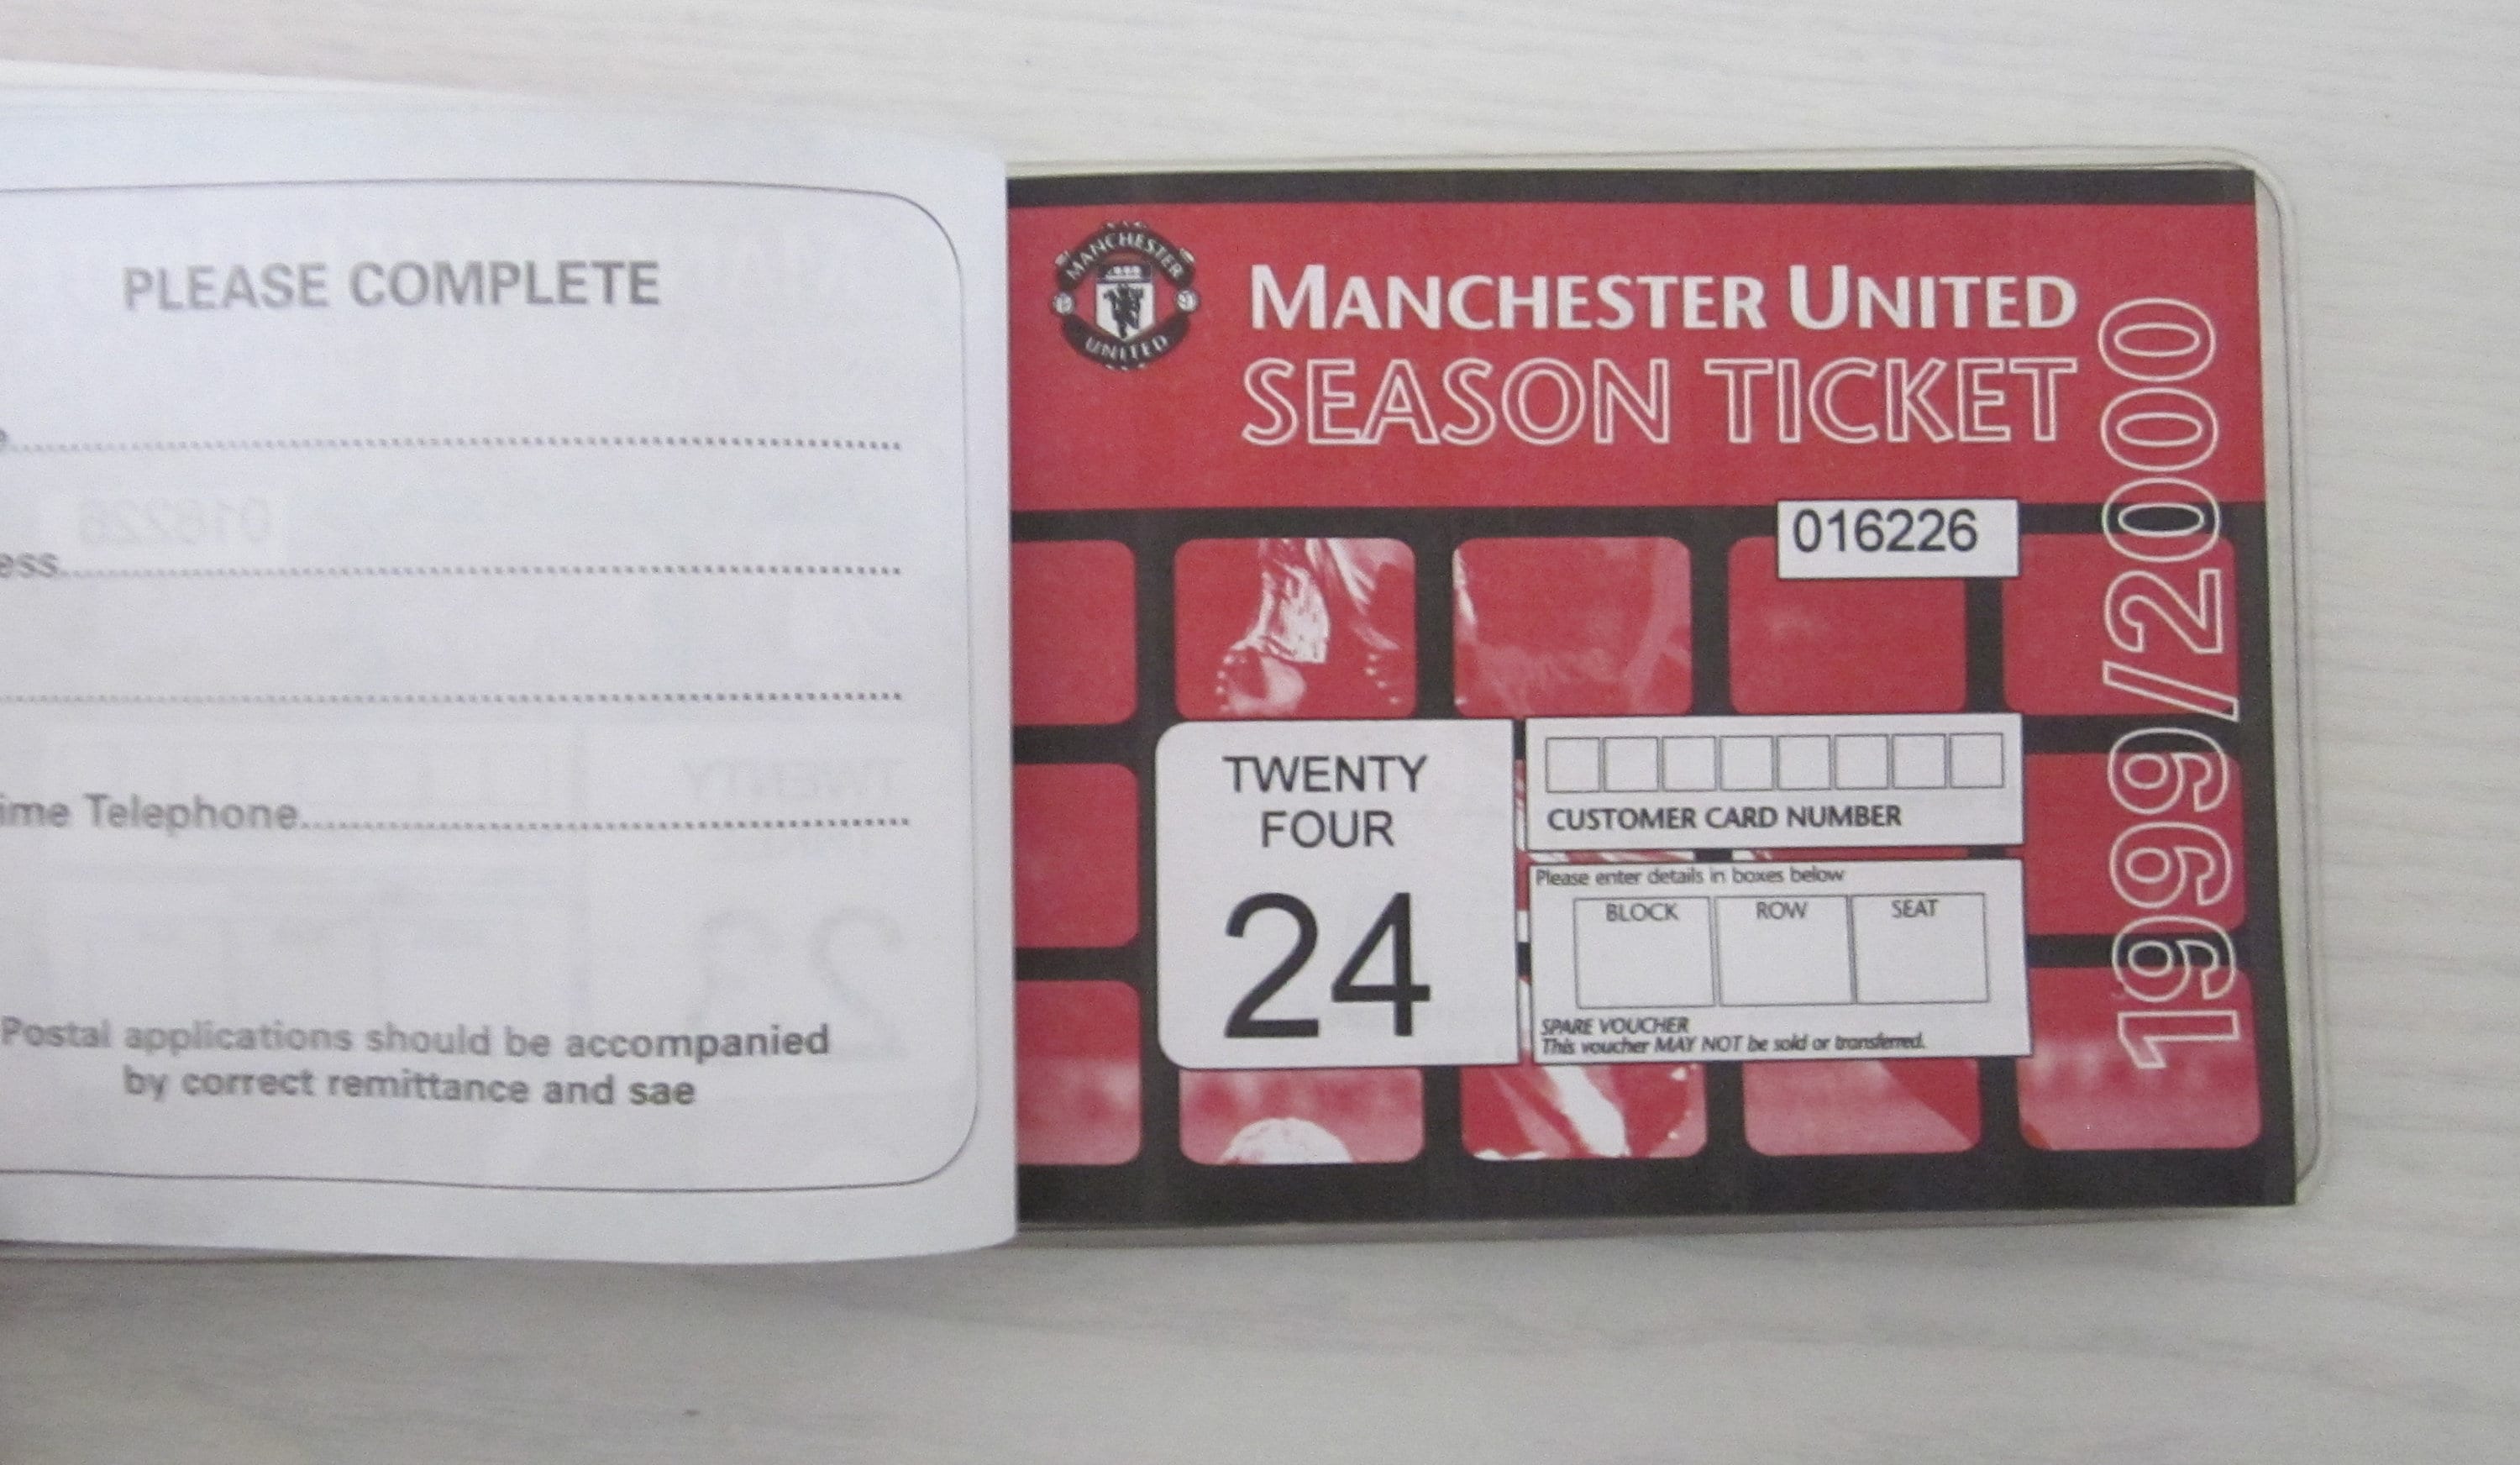 PLEASE COMPLETE
e
ess
ime Telephone
Postal applications should be accompanied
by correct remittance and sae
MANCHESTER
UNITED
MANCHESTER UNITED
SEASON TICKET
1999/2000
016226
TWENTY
FOUR
24
CUSTOMER CARD NUMBER
Please enter details in boxes below
BLOCK ROW SEAT
SPARE VOUCHER
This voucher MAY NOT be sold or transferred.